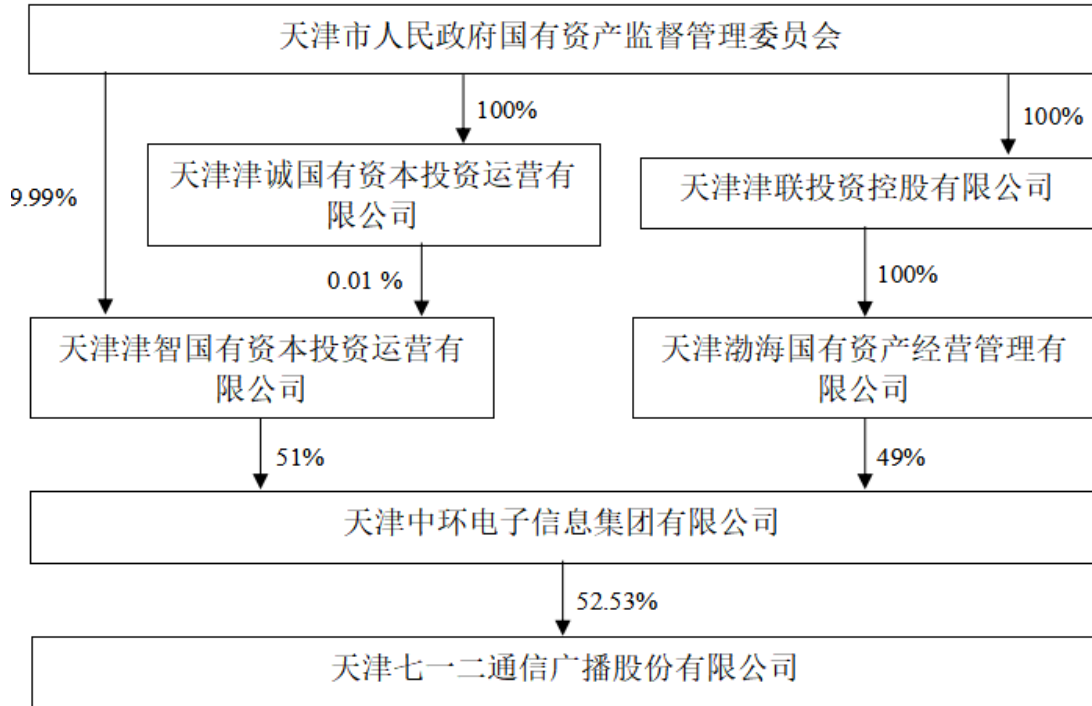 天津市人民政府国有资产监督管理委员会
100%
100%
天津津诚国有资本投资运营有
限公司
天津津联投资控股有限公司
9.99%
0.01 %
100%
天津津智国有资本投资运营有
限公司
天津渤海国有资产经营管理有
限公司
51%
49%
天津中环电子信息集团有限公司
52.53%
天津七一二通信广播股份有限公司